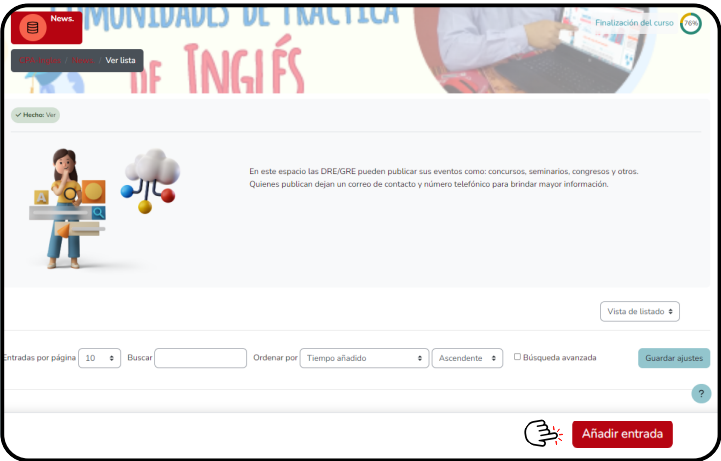 COMUNIDADES DE PRÁCTICA
DE INGLÉS
News.
Finalización del curso 76%
/ News / Ver lista
✓ Hecho: Ver
A
En este espacio las DRE/GRE pueden publicar sus eventos como: concursos, seminarios, congresos y otros.
Quienes publican dejan un correo de contacto y número telefónico para brindar mayor información.
Vista de listado
Entradas por página 10 Buscar Ordenar por Tiempo añadido Ascendente Búsqueda avanzada Guardar ajustes
?
Añadir entrada